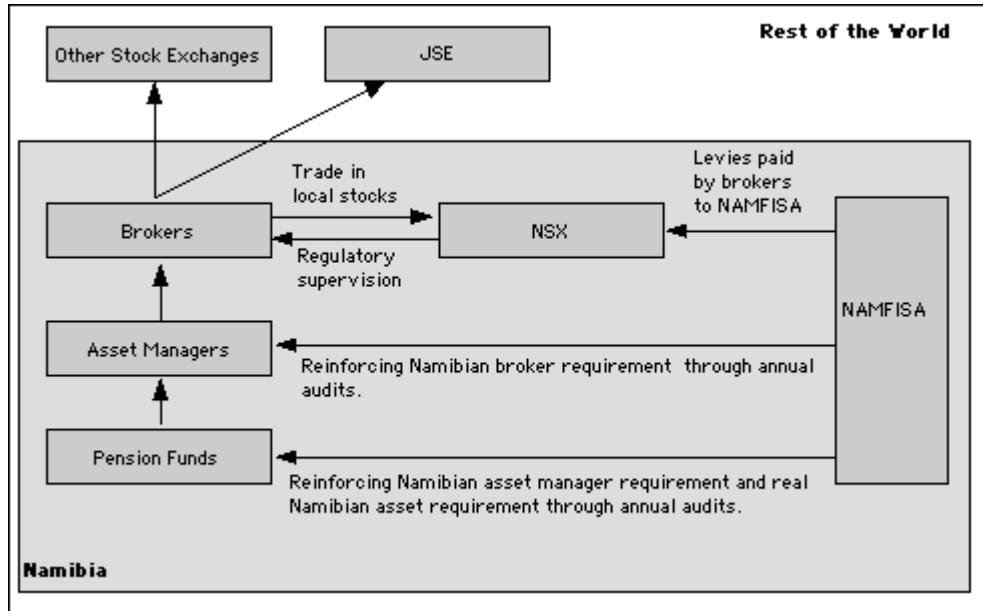 Rest of the World
Other Stock Exchanges
JSE
Levies paid
by brokers
to NAMFISA
Trade in
local stocks
Brokers
NSX
Regulatory
supervision
NAMFISA
Asset Managers
Reinforcing Namibian broker requirement through annual
audits.
Pension Funds
Reinforcing Namibian asset manager requirement and real
Namibian asset requirement through annual audits.
Namibia